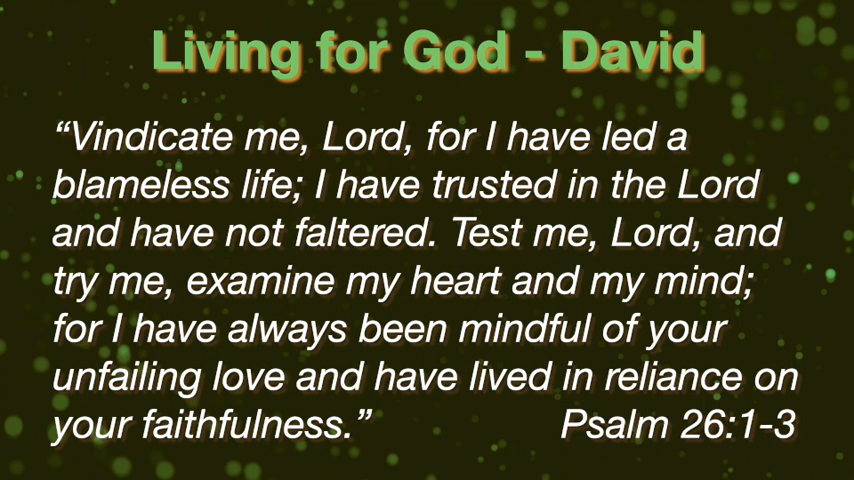 Living for God - David
“Vindicate me, Lord, for I have led a
blameless life; I have trusted in the Lord
and have not faltered. Test me, Lord, and
try me, examine my heart and my mind;
for I have always been mindful of your
unfailing love and have lived in reliance on
your faithfulness.” Psalm 26:1-3